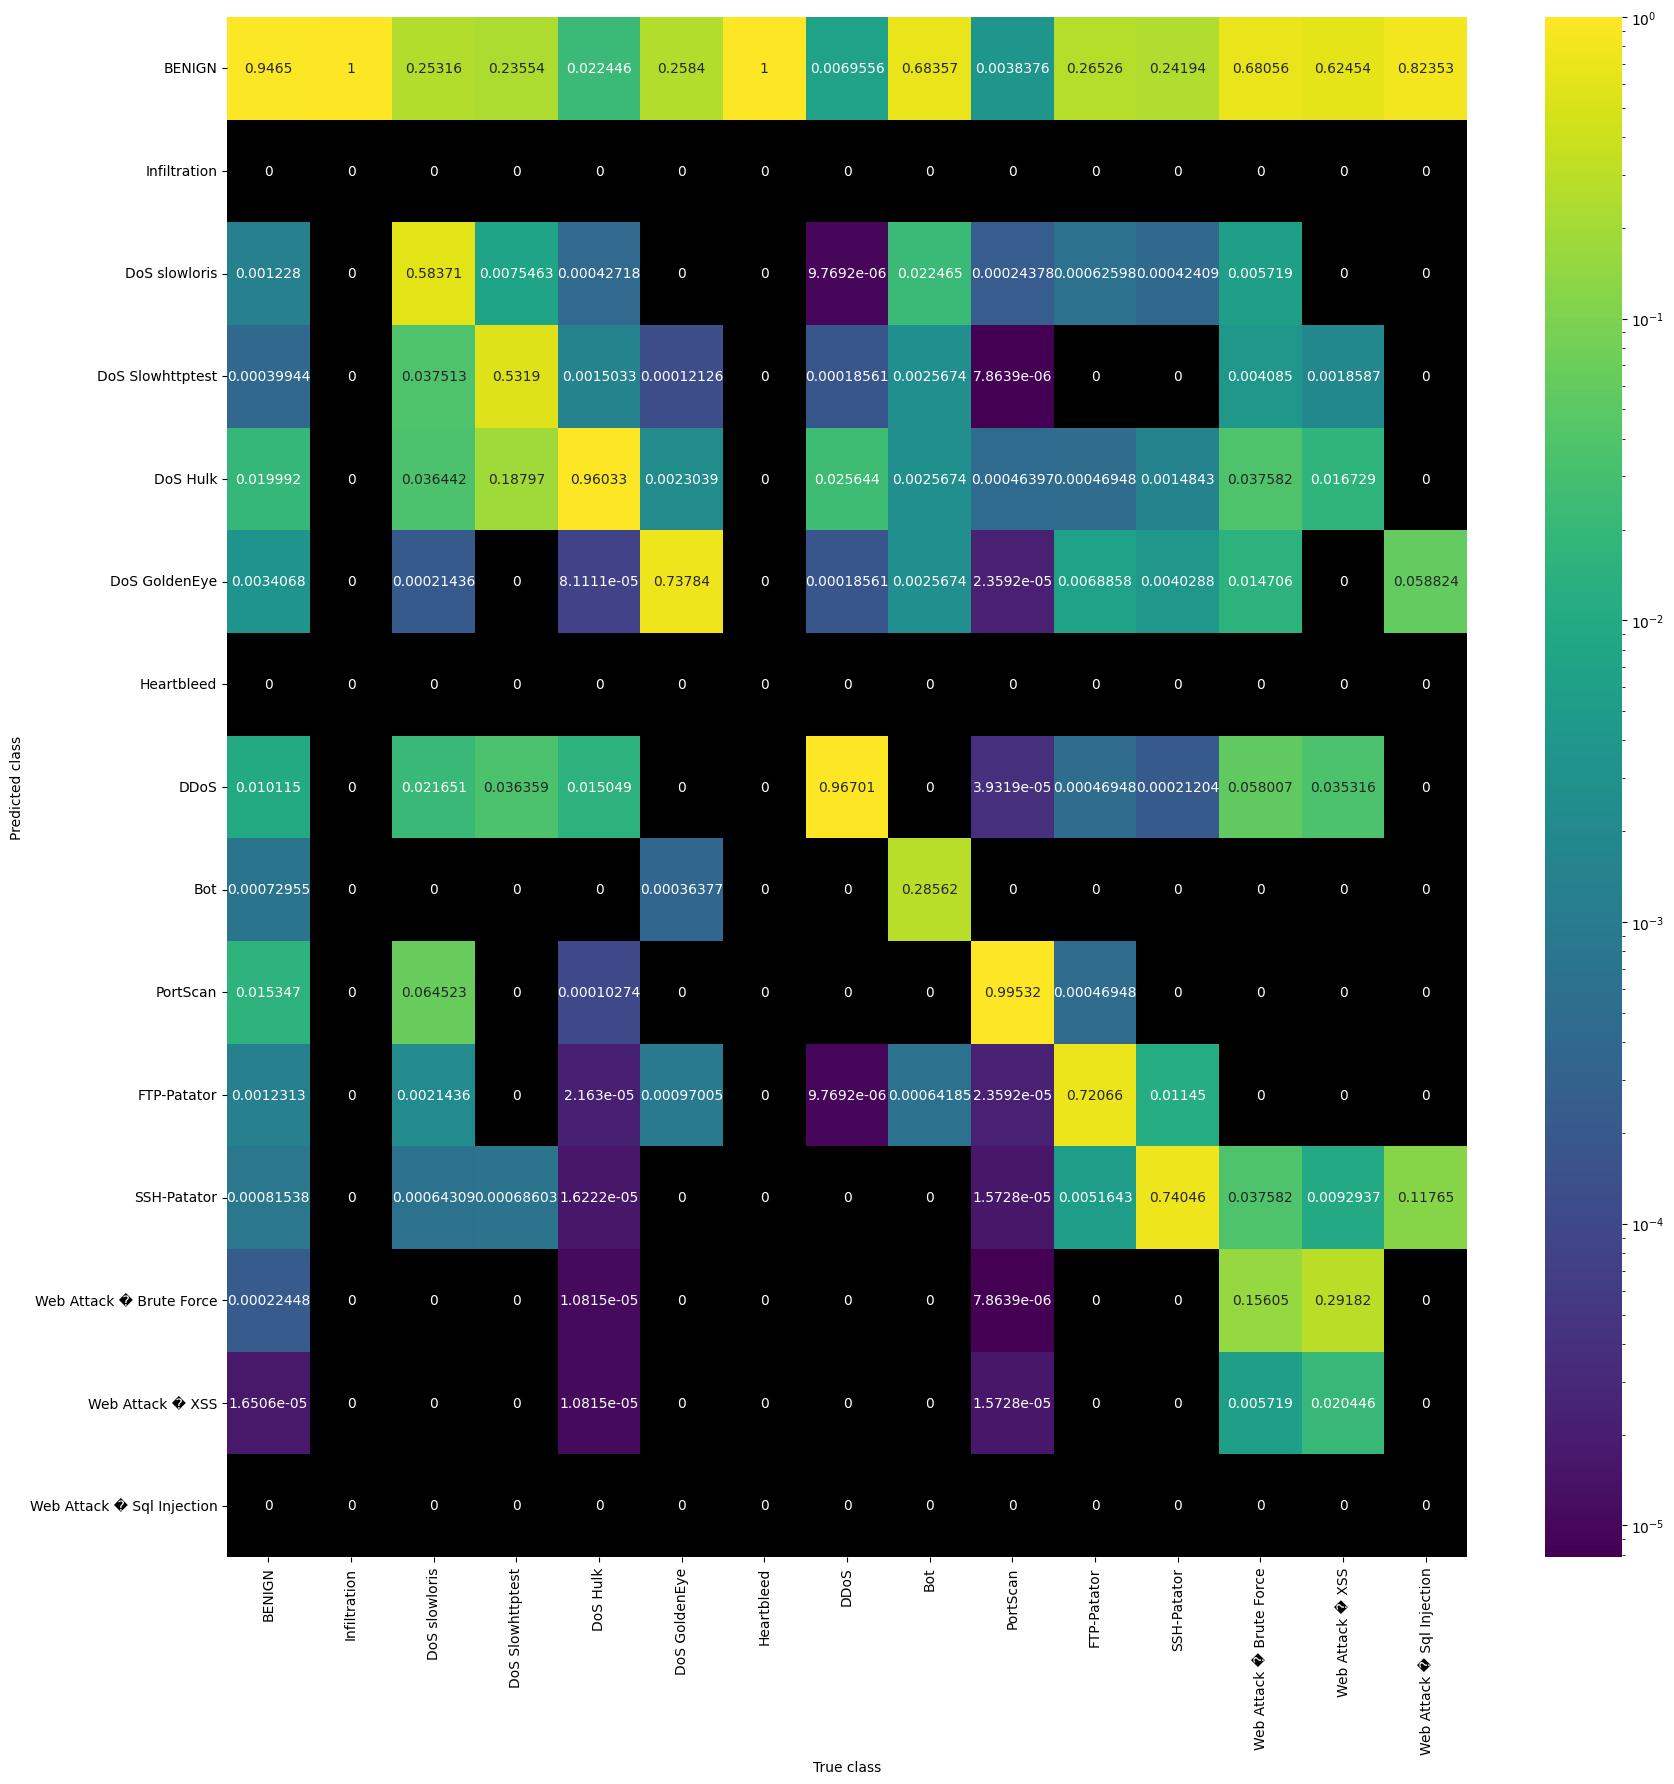 BENIGN 0.9465 1 0.25316 0.23554 0.022446 0.2584 1 0.0069556 0.68357 0.0038376 0.26526 0.24194 0.68056 0.62454 0.82353
Infiltration 0 0 0 0 0 0 0 0 0 0 0 0 0 0 0
DoS slowloris 0.001228 0 0.58371 0.0075463 0.00042718 0 0 9.7692e-06 0.022465 0.00024378 0.00062598 0.00042409 0.005719 0 0
DoS Slowhttptest 0.00039944 0 0.037513 0.5319 0.0015033 0.00012126 0 0.00018561 0.0025674 7.8639e-06 0 0 0.004085 0.0018587 0
DoS Hulk 0.019992 0 0.036442 0.18797 0.96033 0.0023039 0 0.025644 0.0025674 0.00046397 0.00046948 0.0014843 0.037582 0.016729 0
DoS GoldenEye 0.0034068 0 0.00021436 0 8.1111e-05 0.73784 0 0.00018561 0.0025674 2.3592e-05 0.0068858 0.0040288 0.014706 0 0.058824
Heartbleed 0 0 0 0 0 0 0 0 0 0 0 0 0 0 0
DDoS 0.010115 0 0.021651 0.036359 0.015049 0 0 0.96701 0 3.9319e-05 0.00046948 0.00021204 0.058007 0.035316 0
Bot 0.00072955 0 0 0 0 0.00036377 0 0 0.28562 0 0 0 0 0 0
PortScan 0.015347 0 0.064523 0 0.00010274 0 0 0 0 0.99532 0.00046948 0 0 0 0
FTP-Patator 0.0012313 0 0.0021436 0 2.163e-05 0.00097005 0 9.7692e-06 0.00064185 2.3592e-05 0.72066 0.01145 0 0 0
SSH-Patator 0.00081538 0 0.00064309 0.00068603 1.6222e-05 0 0 0 0 1.5728e-05 0.0051643 0.74046 0.037582 0.0092937 0.11765
Web Attack � Brute Force 0.00022448 0 0 0 1.0815e-05 0 0 0 0 7.8639e-06 0 0 0.15605 0.29182 0
Web Attack � XSS 1.6506e-05 0 0 0 1.0815e-05 0 0 0 0 1.5728e-05 0 0 0.005719 0.020446 0
Web Attack � Sql Injection 0 0 0 0 0 0 0 0 0 0 0 0 0 0 0
Predicted class
BENIGN
Infiltration
DoS slowloris
DoS Slowhttptest
DoS Hulk
DoS GoldenEye
Heartbleed
DDoS
Bot
PortScan
FTP-Patator
SSH-Patator
Web Attack � Brute Force
Web Attack � XSS
Web Attack � Sql Injection
True class
10⁰
10⁻¹
10⁻²
10⁻³
10⁻⁴
10⁻⁵